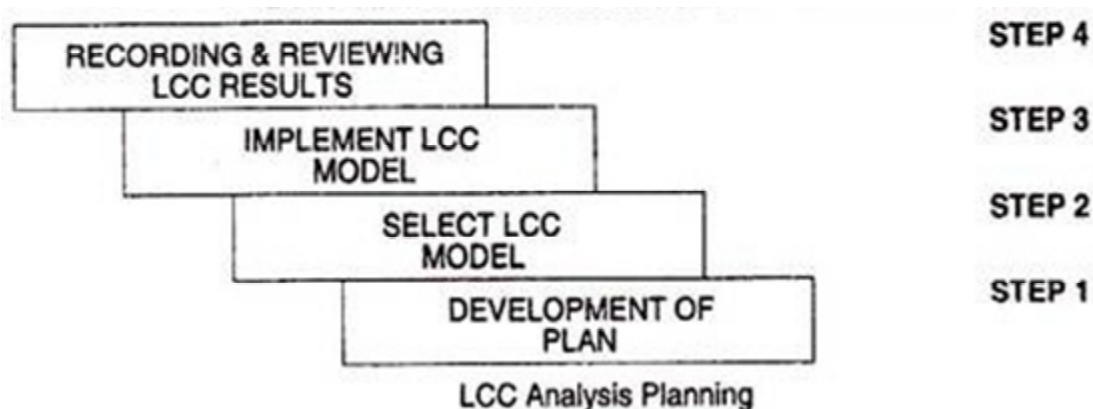 RECORDING & REVIEWING
LCC RESULTS
STEP 4
IMPLEMENT LCC
MODEL
STEP 3
SELECT LCC
MODEL
STEP 2
DEVELOPMENT OF
PLAN
STEP 1
LCC Analysis Planning